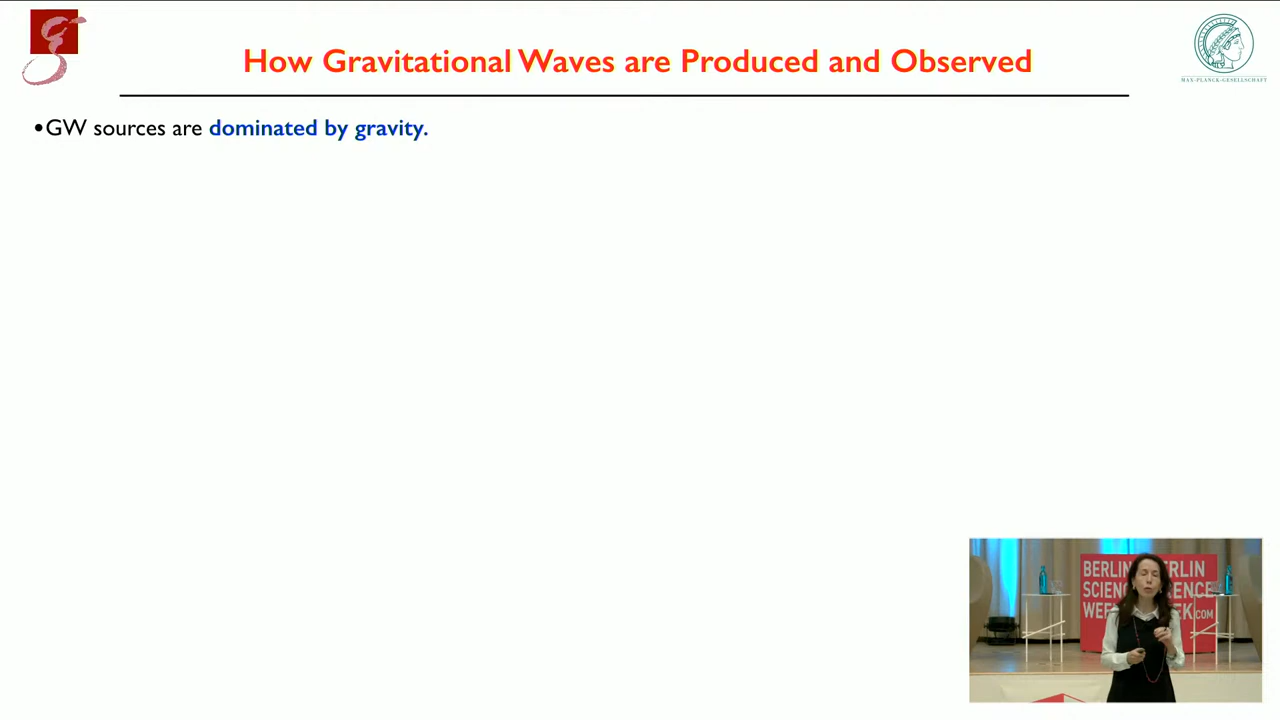 How Gravitational Waves are Produced and Observed
MAX-PLANCK-GESELLSCHAFT
•GW sources are dominated by gravity.
BERLIN
SCIENCE
WEEK
.COM